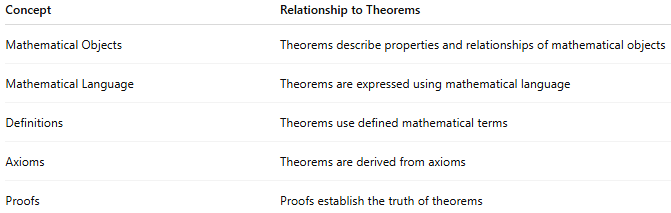 Concept Relationship to Theorems
Mathematical Objects Theorems describe properties and relationships of mathematical objects
Mathematical Language Theorems are expressed using mathematical language
Definitions Theorems use defined mathematical terms
Axioms Theorems are derived from axioms
Proofs Proofs establish the truth of theorems